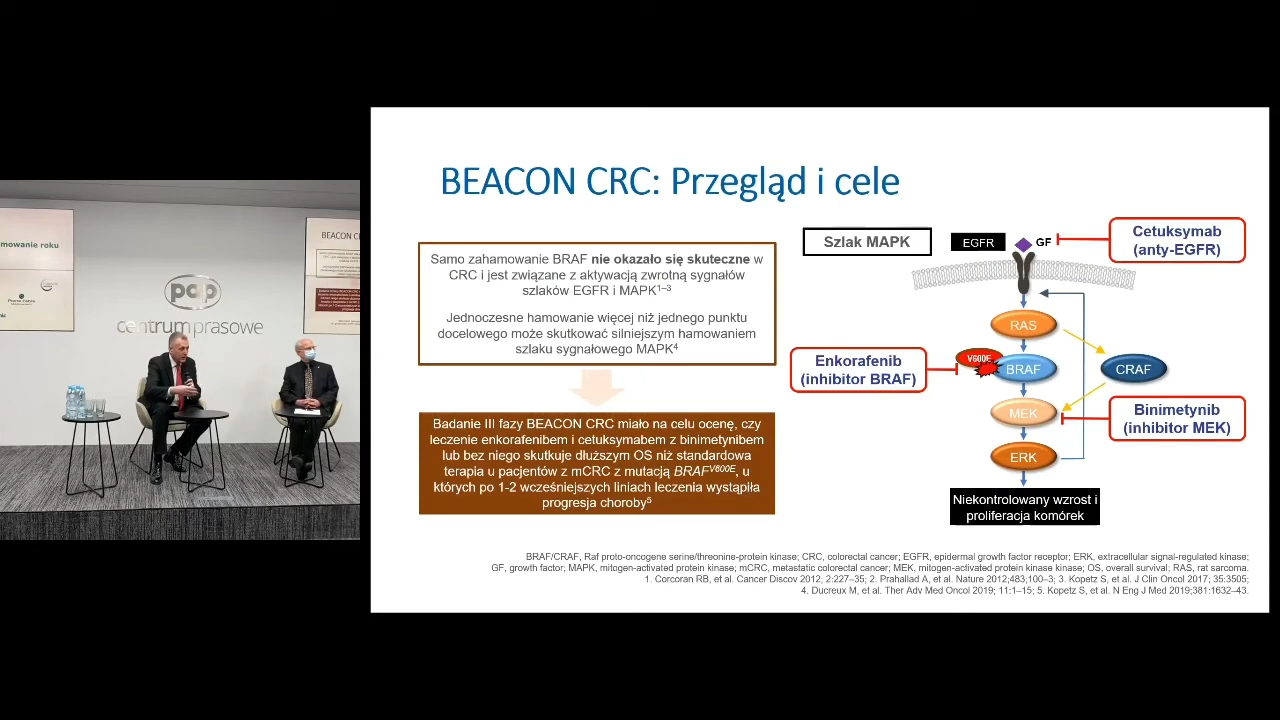 mowanie roku
Pierre Fabre
BEACON CR
pap
centrumprasowe
BEACON CRC: Przegląd i cele
Samo zahamowanie BRAF nie okazało się skuteczne w
CRC i jest związane z aktywacją zwrotną sygnałów
szlaków EGFR i MAPK1–3
Jednoczesne hamowanie więcej niż jednego punktu
docelowego może skutkować silniejszym hamowaniem
szlaku sygnałowego MAPK4
Badanie III fazy BEACON CRC miało na celu ocenę, czy
leczenie enkorafenibem i cetuksymabem z binimetynibem
lub bez niego skutkuje dłuższym OS niż standardowa
terapia u pacjentów z mCRC z mutacją BRAFV600E, u
których po 1-2 wcześniejszych liniach leczenia wystąpiła
progresja choroby5
Szlak MAPK
EGFR
GF
Cetuksymab
(anty-EGFR)
RAS
Enkorafenib
(inhibitor BRAF)
V600E
BRAF
CRAF
MEK
Binimetynib
(inhibitor MEK)
ERK
Niekontrolowany wzrost i
proliferacja komórek
BRAF/CRAF, Raf proto-oncogene serine/threonine-protein kinase; CRC, colorectal cancer; EGFR, epidermal growth factor receptor; ERK, extracellular signal-regulated kinase;
GF, growth factor; MAPK, mitogen-activated protein kinase; mCRC, metastatic colorectal cancer; MEK, mitogen-activated protein kinase kinase; OS, overall survival; RAS, rat sarcoma.
1. Corcoran RB, et al. Cancer Discov 2012; 2:227–35; 2. Prahallad A, et al. Nature 2012;483;100–3; 3. Kopetz S, et al. J Clin Oncol 2017; 35:3505;
4. Ducreux M, et al. Ther Adv Med Oncol 2019; 11:1–15; 5. Kopetz S, et al. N Eng J Med 2019;381:1632–43.